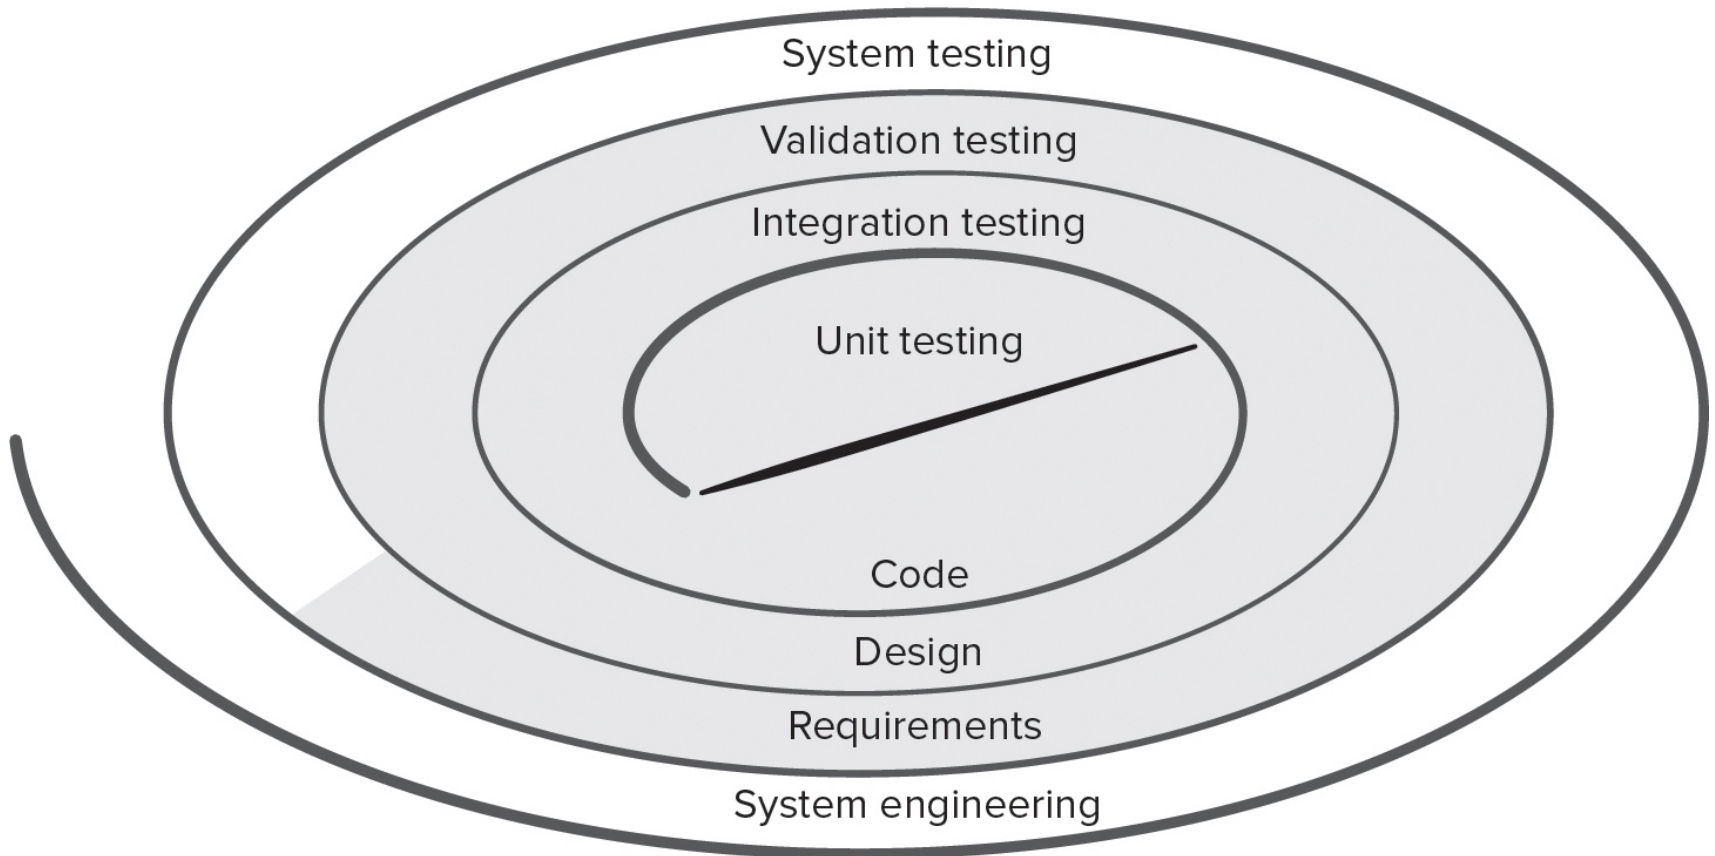 System testing
Validation testing
Integration testing
Unit testing
Code
Design
Requirements
System engineering